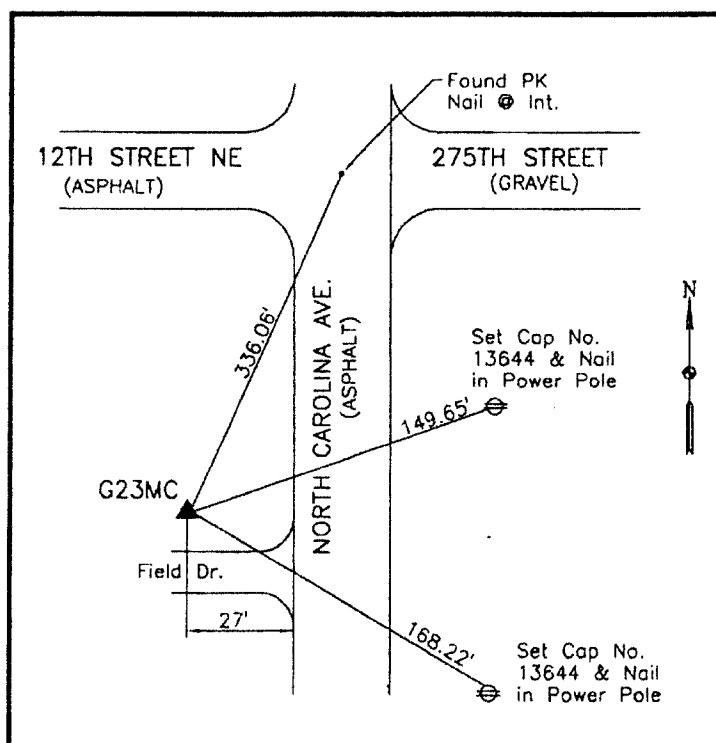 Found PK
Nail @ Int.
12TH STREET NE
(ASPHALT)
275TH STREET
(GRAVEL)
336.06'
NORTH CAROLINA AVE.
(ASPHALT)
N
Set Cap No.
13644 & Nail
in Power Pole
149.65'
G23MC
Field Dr.
27'
168.22'
Set Cap No.
13644 & Nail
in Power Pole